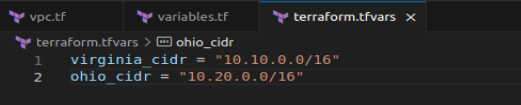 vpc.tf variables.tf terraform.tfvars ×
terraform.tfvars > ohio_cidr
1 virginia_cidr = "10.10.0.0/16"
2 ohio_cidr = "10.20.0.0/16"